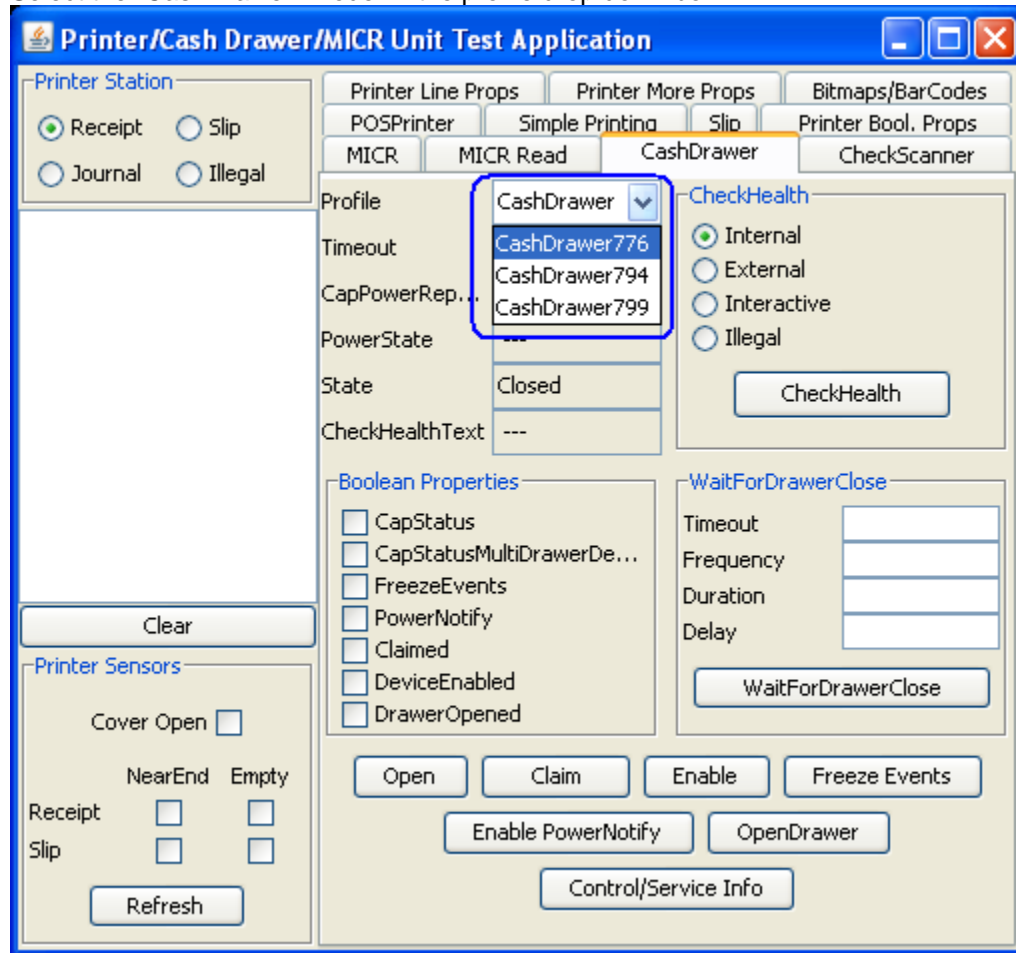 Printer/Cash Drawer/MICR Unit Test Application
Printer Station
Receipt
Slip
Journal
Illegal
Clear
Printer Sensors
Cover Open
NearEnd Empty
Receipt
Slip
Refresh
Printer Line Props
Printer More Props
Bitmaps/BarCodes
POSPrinter
Simple Printing
Slip
Printer Bool. Props
MICR
MICR Read
CashDrawer
CheckScanner
Profile
CashDrawer
CashDrawer776
CashDrawer794
CashDrawer799
Timeout
CapPowerRep...
PowerState
---
State
Closed
CheckHealthText
---
CheckHealth
Internal
External
Interactive
Illegal
CheckHealth
Boolean Properties
CapStatus
CapStatusMultiDrawerDe...
FreezeEvents
PowerNotify
Claimed
DeviceEnabled
DrawerOpened
WaitForDrawerClose
Timeout
Frequency
Duration
Delay
WaitForDrawerClose
Open
Claim
Enable
Freeze Events
Enable PowerNotify
OpenDrawer
Control/Service Info